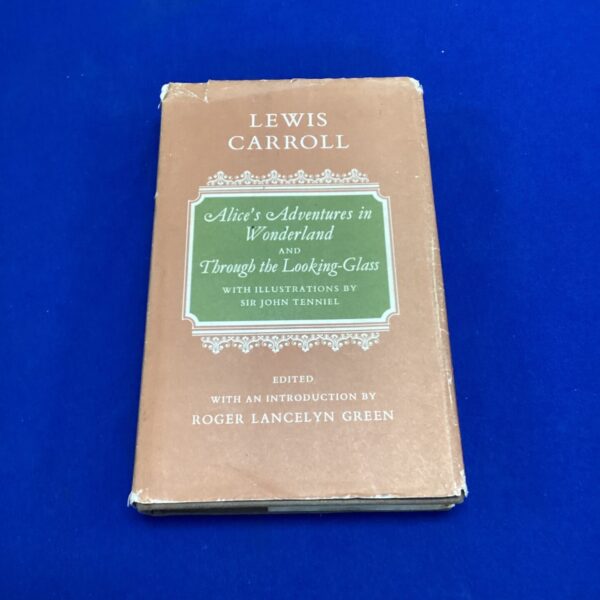 LEWIS
CARROLL
Alice's Adventures in
Wonderland
AND
Through the Looking-Glass
WITH ILLUSTRATIONS BY
SIR JOHN TENNIEL
EDITED
WITH AN INTRODUCTION BY
ROGER LANCELYN GREEN